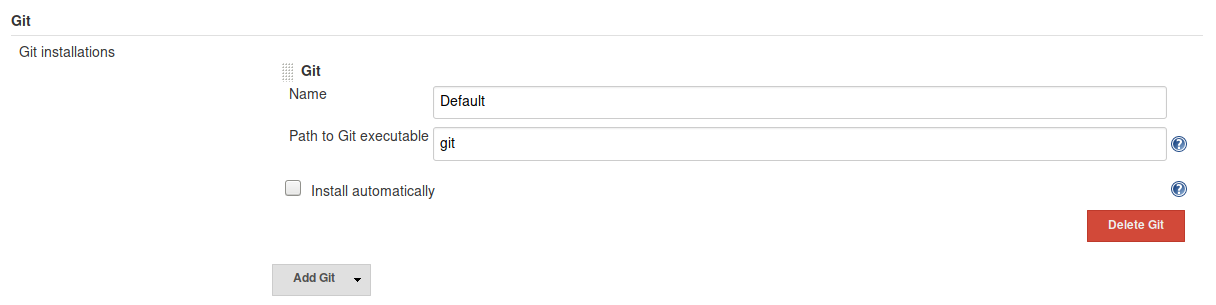 Git
Git installations
Git
Name
Default
Path to Git executable
git
Install automatically
Delete Git
Add Git